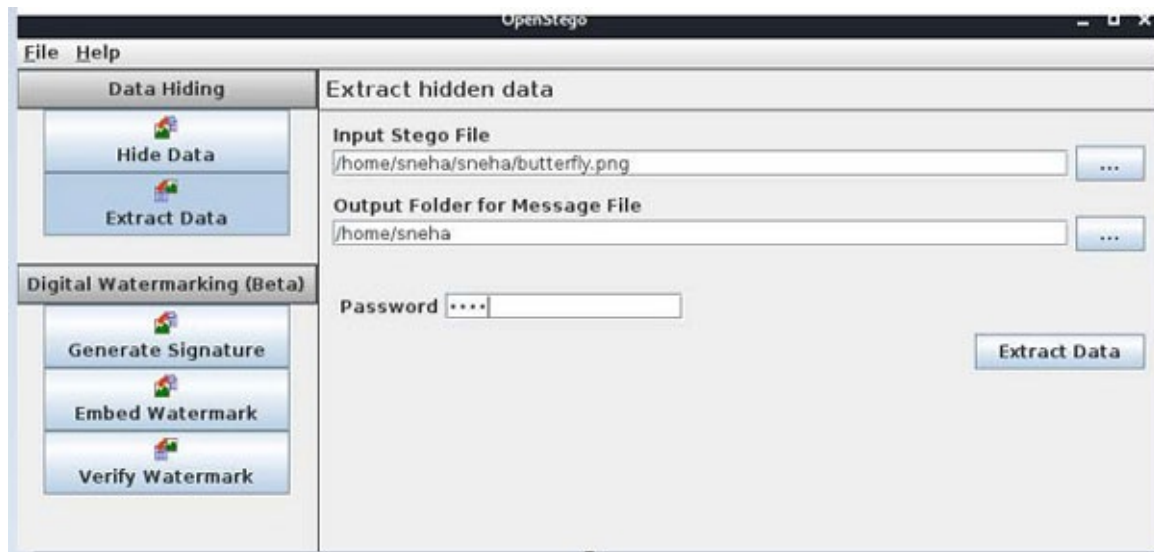 OpenStego
File Help
Data Hiding
Hide Data
Extract Data
Digital Watermarking (Beta)
Generate Signature
Embed Watermark
Verify Watermark
Extract hidden data
Input Stego File
/home/sneha/sneha/butterfly.png
...
Output Folder for Message File
/home/sneha
...
Password ••••
Extract Data